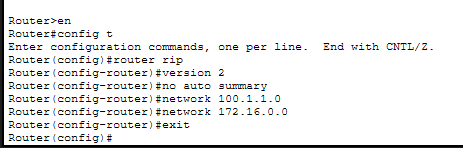 Router>en
Router#config t
Enter configuration commands, one per line.  End with CNTL/Z.
Router(config)#router rip
Router(config-router)#version 2
Router(config-router)#no auto summary
Router(config-router)#network 100.1.1.0
Router(config-router)#network 172.16.0.0
Router(config-router)#exit
Router(config)#